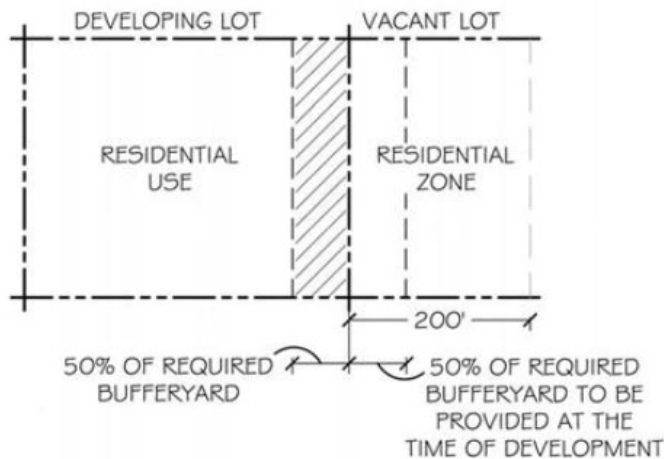 DEVELOPING LOT
VACANT LOT
RESIDENTIAL
USE
RESIDENTIAL
ZONE
200'
50% OF REQUIRED
BUFFERYARD
50% OF REQUIRED
BUFFERYARD TO BE
PROVIDED AT THE
TIME OF DEVELOPMENT